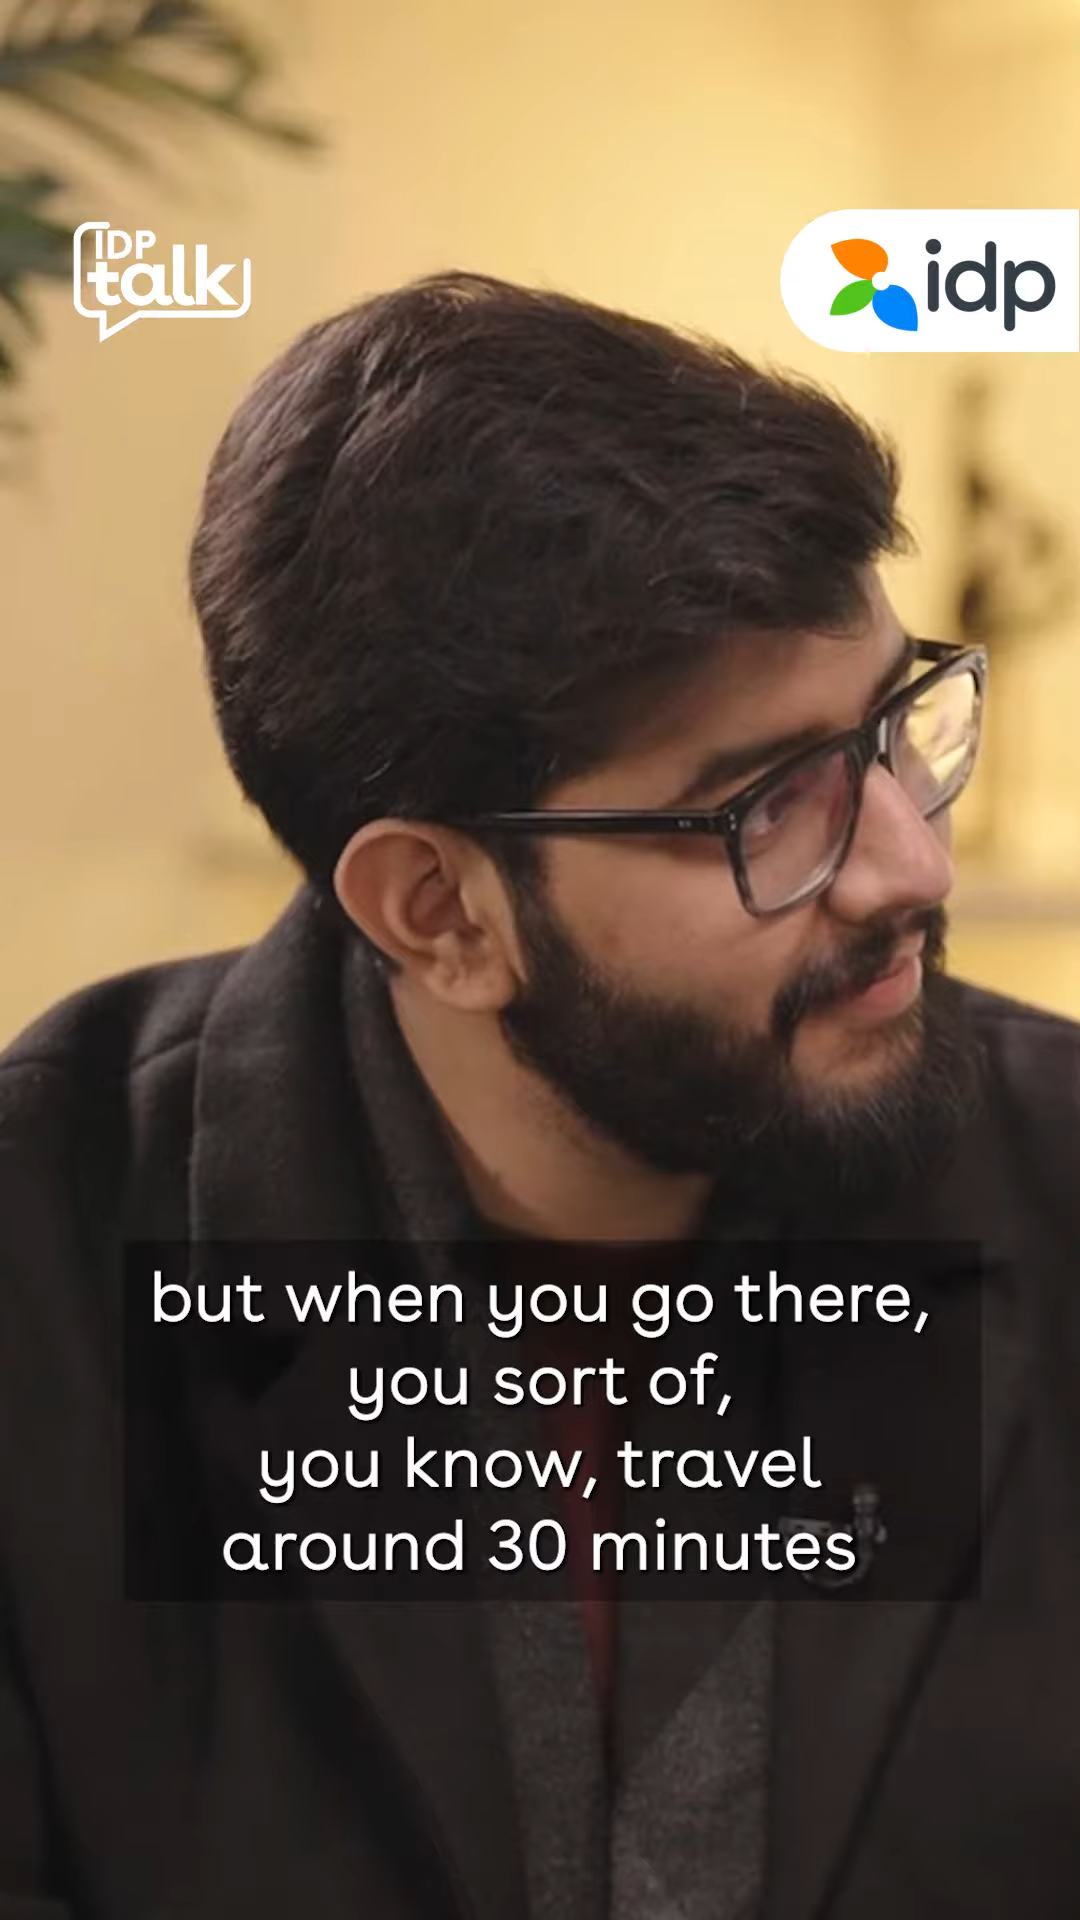 IDP
talk
idp
but when you go there,
you sort of,
you know, travel
around 30 minutes